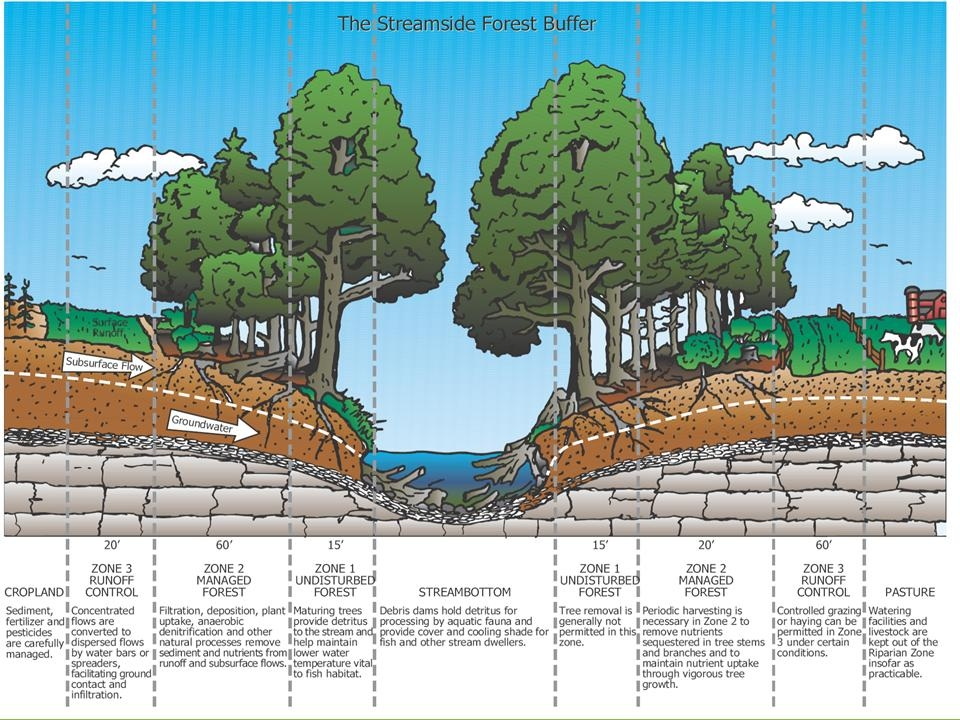 The Streamside Forest Buffer
Surface
Runoff
Subsurface Flow
Groundwater
20’
60’
15’
15’
20’
60’
CROPLAND
Sediment,
fertilizer and
pesticides
are carefully
managed.
ZONE 3
RUNOFF
CONTROL
Concentrated
flows are
converted to
dispersed flows
by water bars or
spreaders,
facilitating ground
contact and
infiltration.
ZONE 2
MANAGED
FOREST
Filtration, deposition, plant
uptake, anaerobic
denitrification and other
natural processes remove
sediment and nutrients from
runoff and subsurface flows.
ZONE 1
UNDISTURBED
FOREST
Maturing trees
provide detritus
to the stream and
help maintain
lower water
temperature vital
to fish habitat.
STREAMBOTTOM
Debris dams hold detritus for
processing by aquatic fauna and
provide cover and cooling shade for
fish and other stream dwellers.
ZONE 1
UNDISTURBED
FOREST
Tree removal is
generally not
permitted in this
zone.
ZONE 2
MANAGED
FOREST
Periodic harvesting is
necessary in Zone 2 to
remove nutrients
sequestered in tree stems
and branches and to
maintain nutrient uptake
through vigorous tree
growth.
ZONE 3
RUNOFF
CONTROL
Controlled grazing
or haying can be
permitted in Zone
3 under certain
conditions.
PASTURE
Watering
facilities and
livestock are
kept out of the
Riparian Zone
insofar as
practicable.